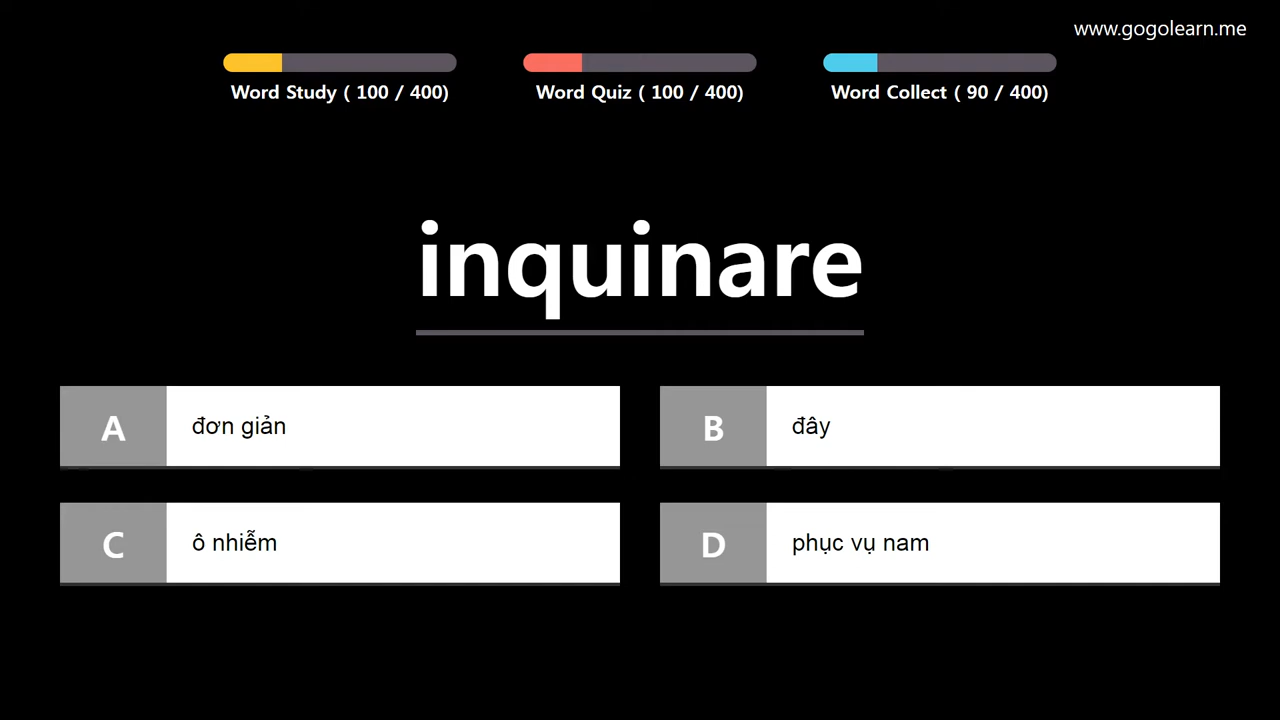 www.gogolearn.me
Word Study ( 100 / 400)
Word Quiz ( 100 / 400)
Word Collect ( 90 / 400)
inquinare
A đơn giản
B đây
C ô nhiễm
D phục vụ nam